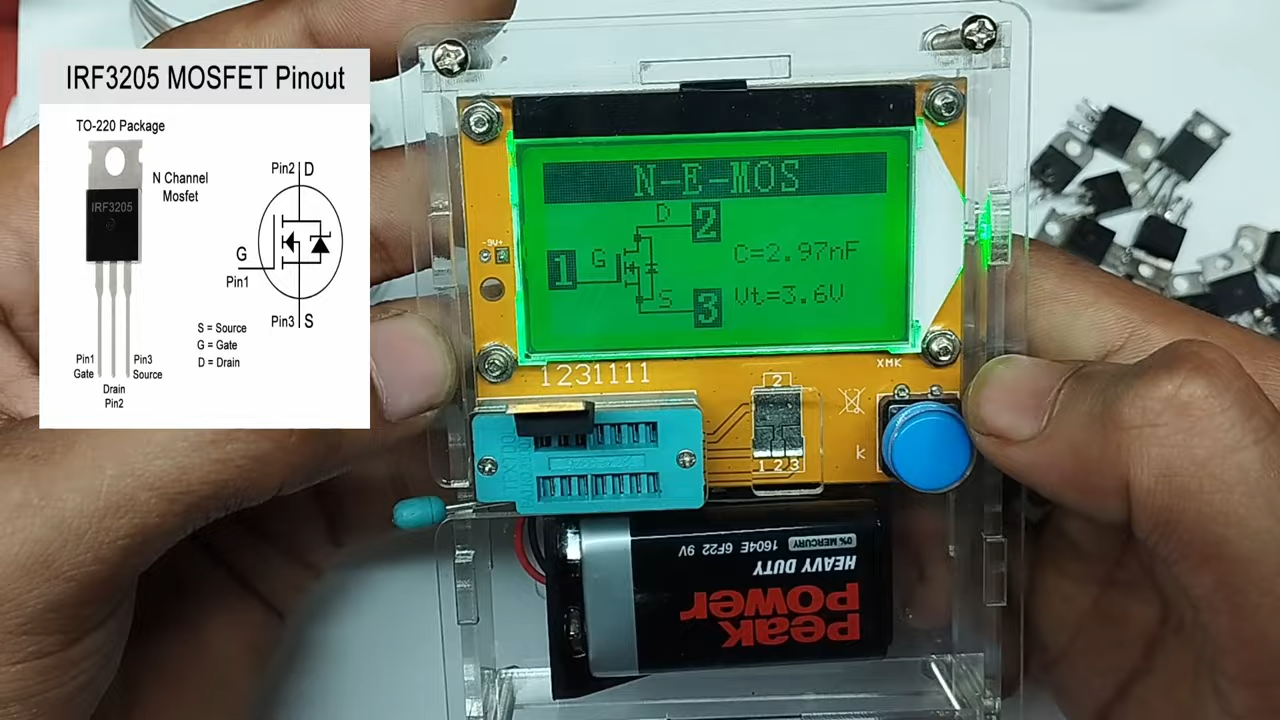 IRF3205 MOSFET Pinout
TO-220 Package
N Channel
Mosfet
IRF3205
Pin2 D
G
Pin1
Pin3 S
S = Source
G = Gate
D = Drain
Pin1
Gate
Drain
Pin2
Pin3
Source
N-E-MOS
D 2
1 G
C=2.97nF
S 3
Vt=3.6V
-9V+
1231111
XMK
2
k
1 2 3
1604E 6F22 9V
0% MERCURY
HEAVY DUTY
Peak
Power